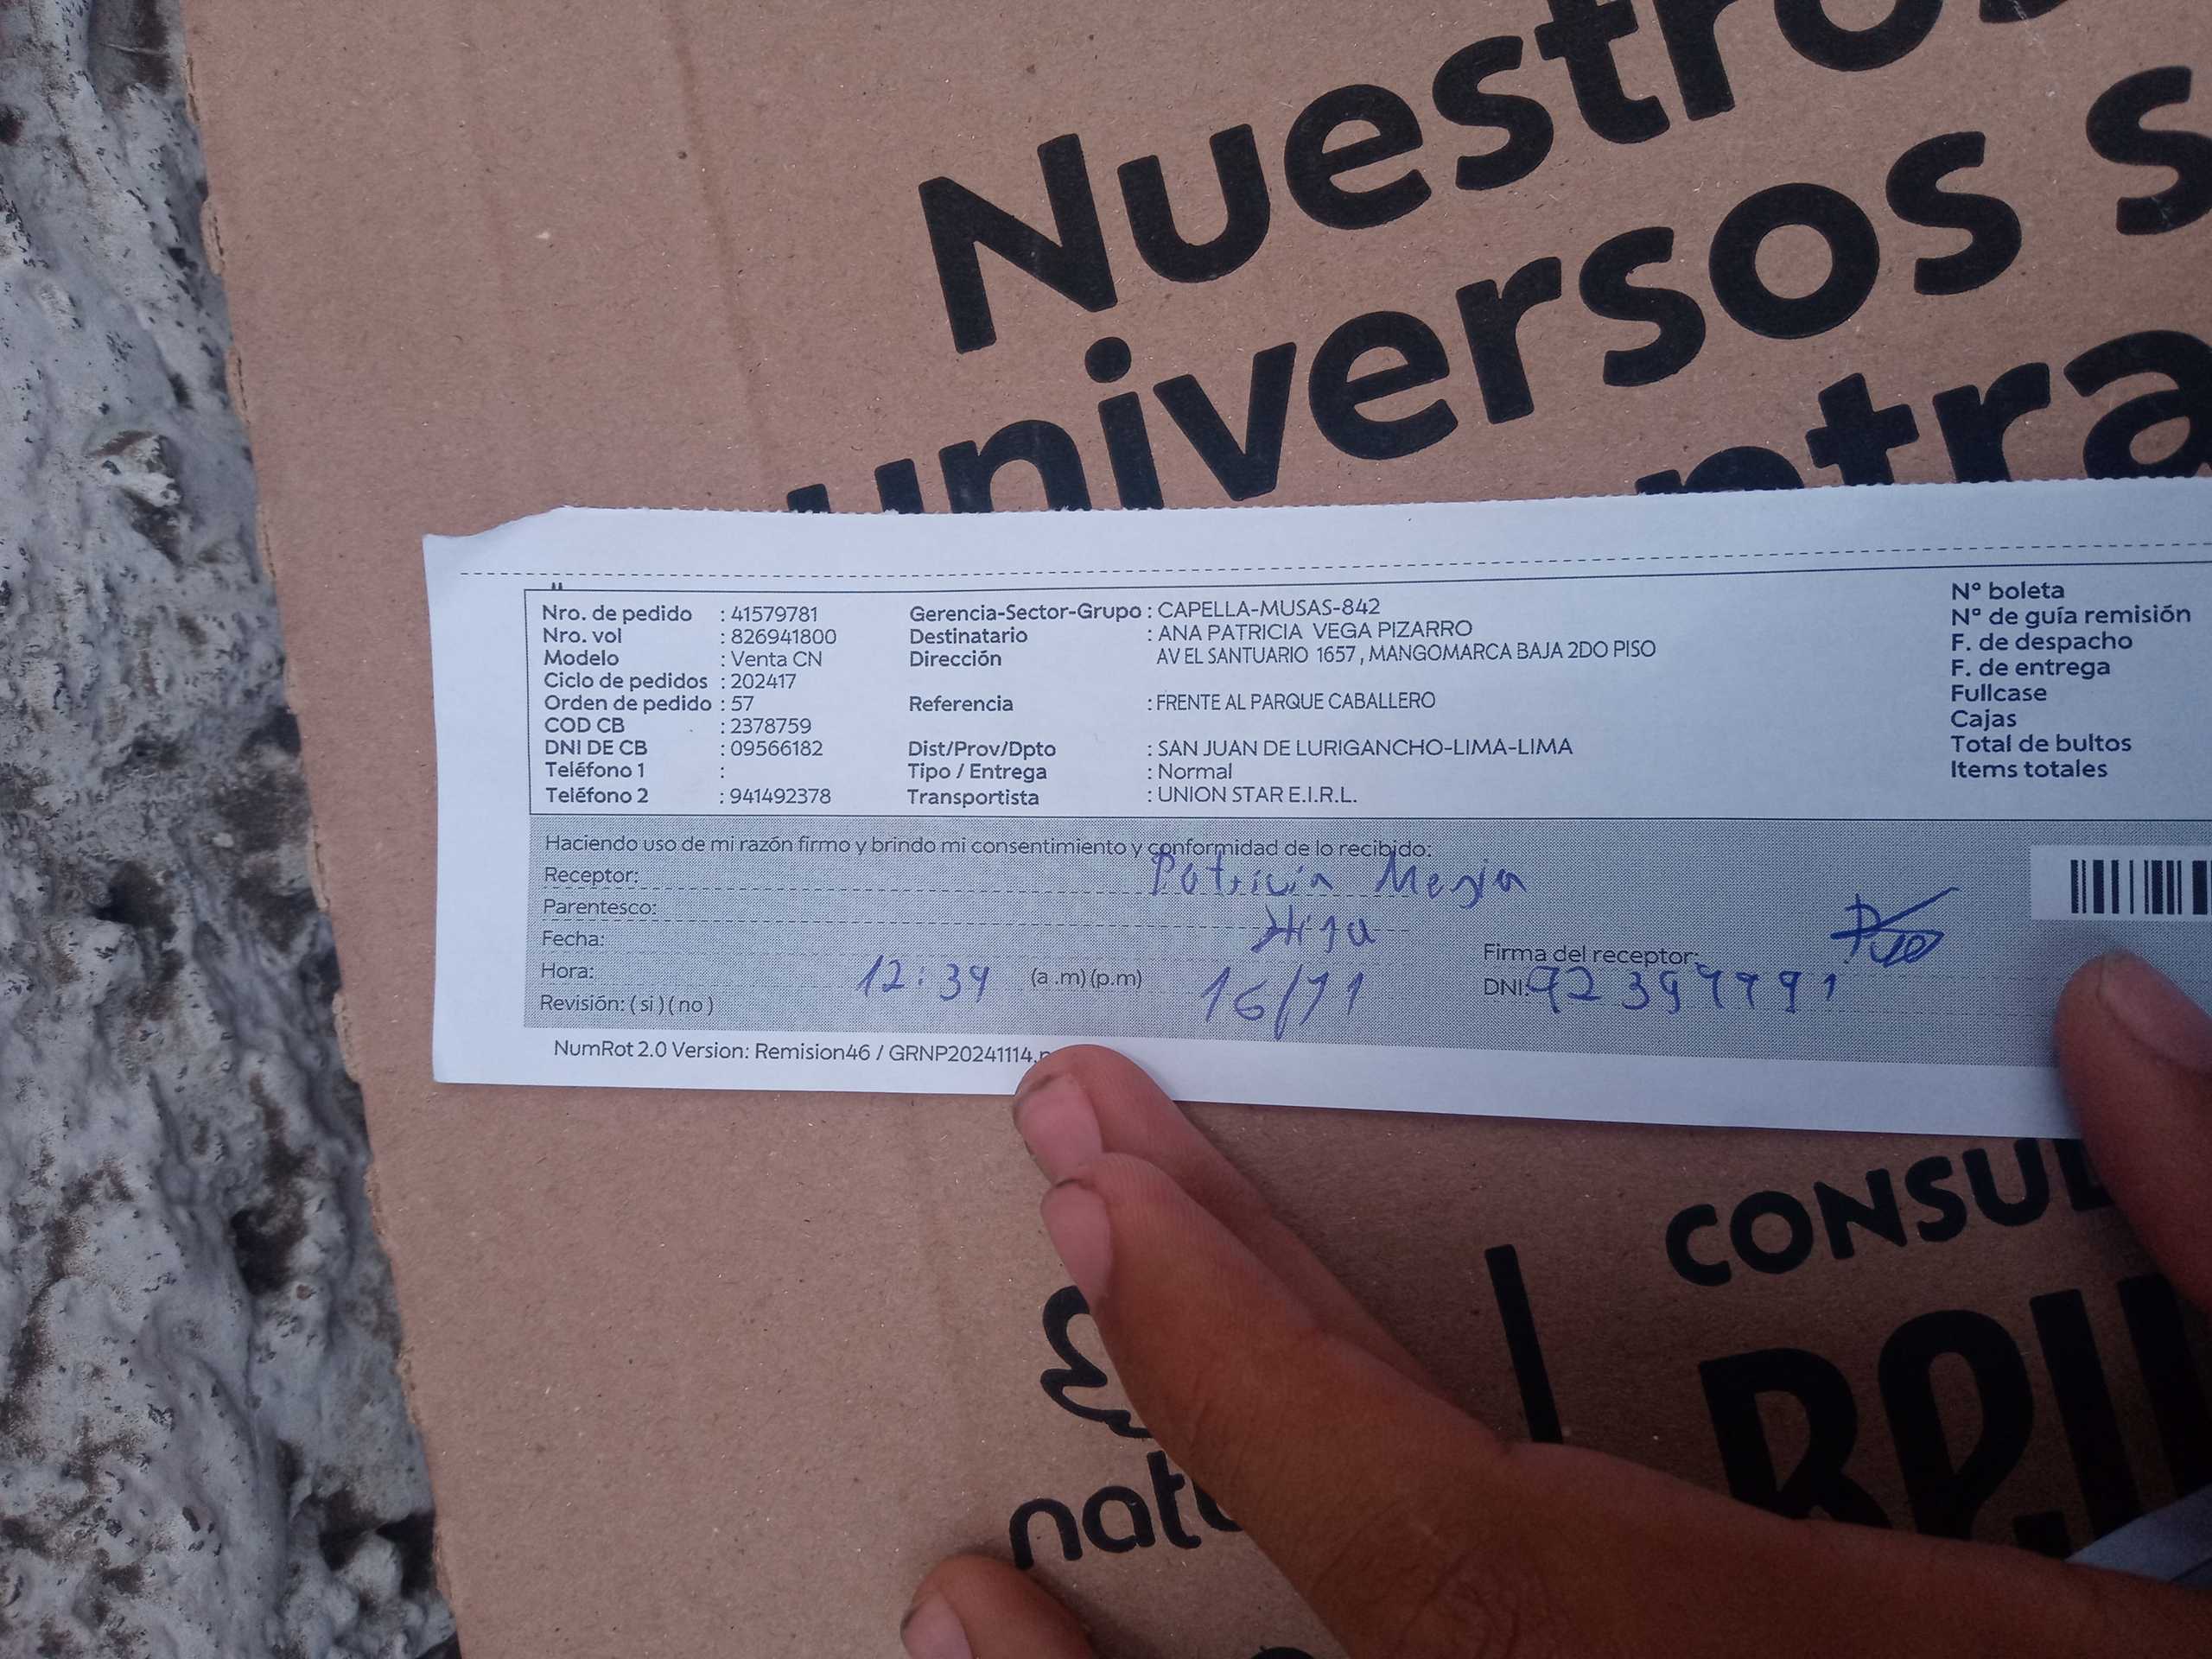 Nuestros
universos s
ntra
Nro. de pedido : 41579781
Nro. vol : 826941800
Modelo : Venta CN
Ciclo de pedidos : 202417
Orden de pedido : 57
COD CB : 2378759
DNI DE CB : 09566182
Teléfono 1 :
Teléfono 2 : 941492378
Gerencia-Sector-Grupo : CAPELLA-MUSAS-842
Destinatario : ANA PATRICIA VEGA PIZARRO
Dirección AV EL SANTUARIO 1657 , MANGOMARCA BAJA 2DO PISO
Referencia : FRENTE AL PARQUE CABALLERO
Dist/Prov/Dpto : SAN JUAN DE LURIGANCHO-LIMA-LIMA
Tipo / Entrega : Normal
Transportista : UNION STAR E.I.R.L.
N° boleta
N° de guía remisión
F. de despacho
F. de entrega
Fullcase
Cajas
Total de bultos
Items totales
Haciendo uso de mi razón firmo y brindo mi consentimiento y conformidad de lo recibido:
Receptor: Patricia Mejia
Parentesco: Hija
Fecha:
Hora: 12:39 (a .m) (p.m) 16/11
Revisión: ( si ) ( no )
Firma del receptor:
DNI:
NumRot 2.0 Version: Remision46 / GRNP20241114.
CONSUL
natu